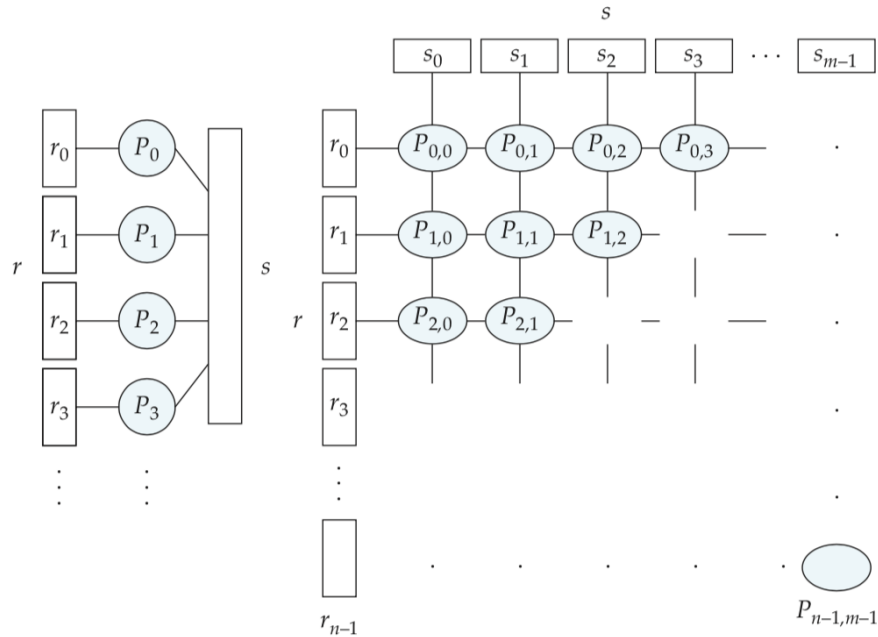 s
s₀ s₁ s₂ s₃ ⋯ sₘ₋₁
r₀ P₀
r₁ P₁
r₂ P₂
r₃ P₃
⋮ ⋮
r
s
r₀ P₀,₀ P₀,₁ P₀,₂ P₀,₃
r₁ P₁,₀ P₁,₁ P₁,₂
r r₂ P₂,₀ P₂,₁
r₃
⋮
rₙ₋₁
Pₙ₋₁,ₘ₋₁